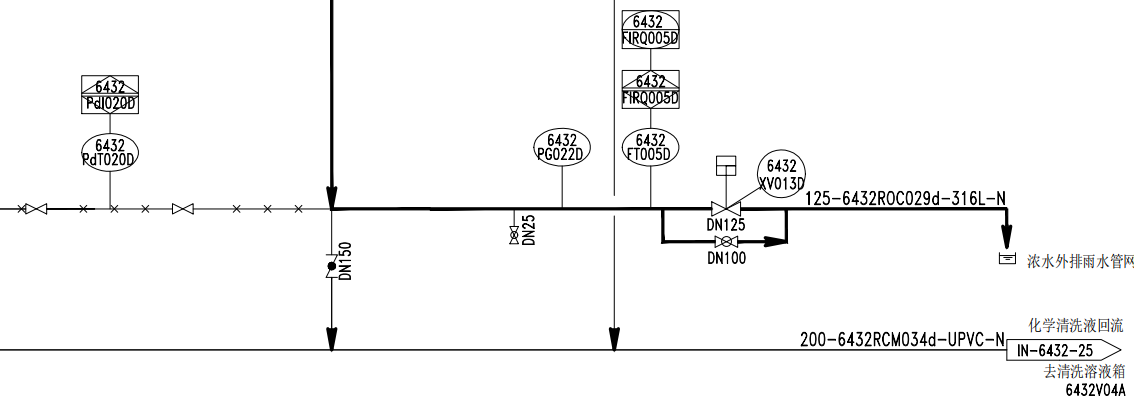 6432
FIRQ005D
6432
PdI020D
6432
FIRQ005D
6432
PdT020D
6432
PG022D
6432
FT005D
6432
XV013D
125-6432ROC029d-316L-N
DN25
DN125
DN150
DN100
浓水外排雨水管网
化学清洗液回流
200-6432RCM034d-UPVC-N
IN-6432-25
去清洗溶液箱
6432V04A